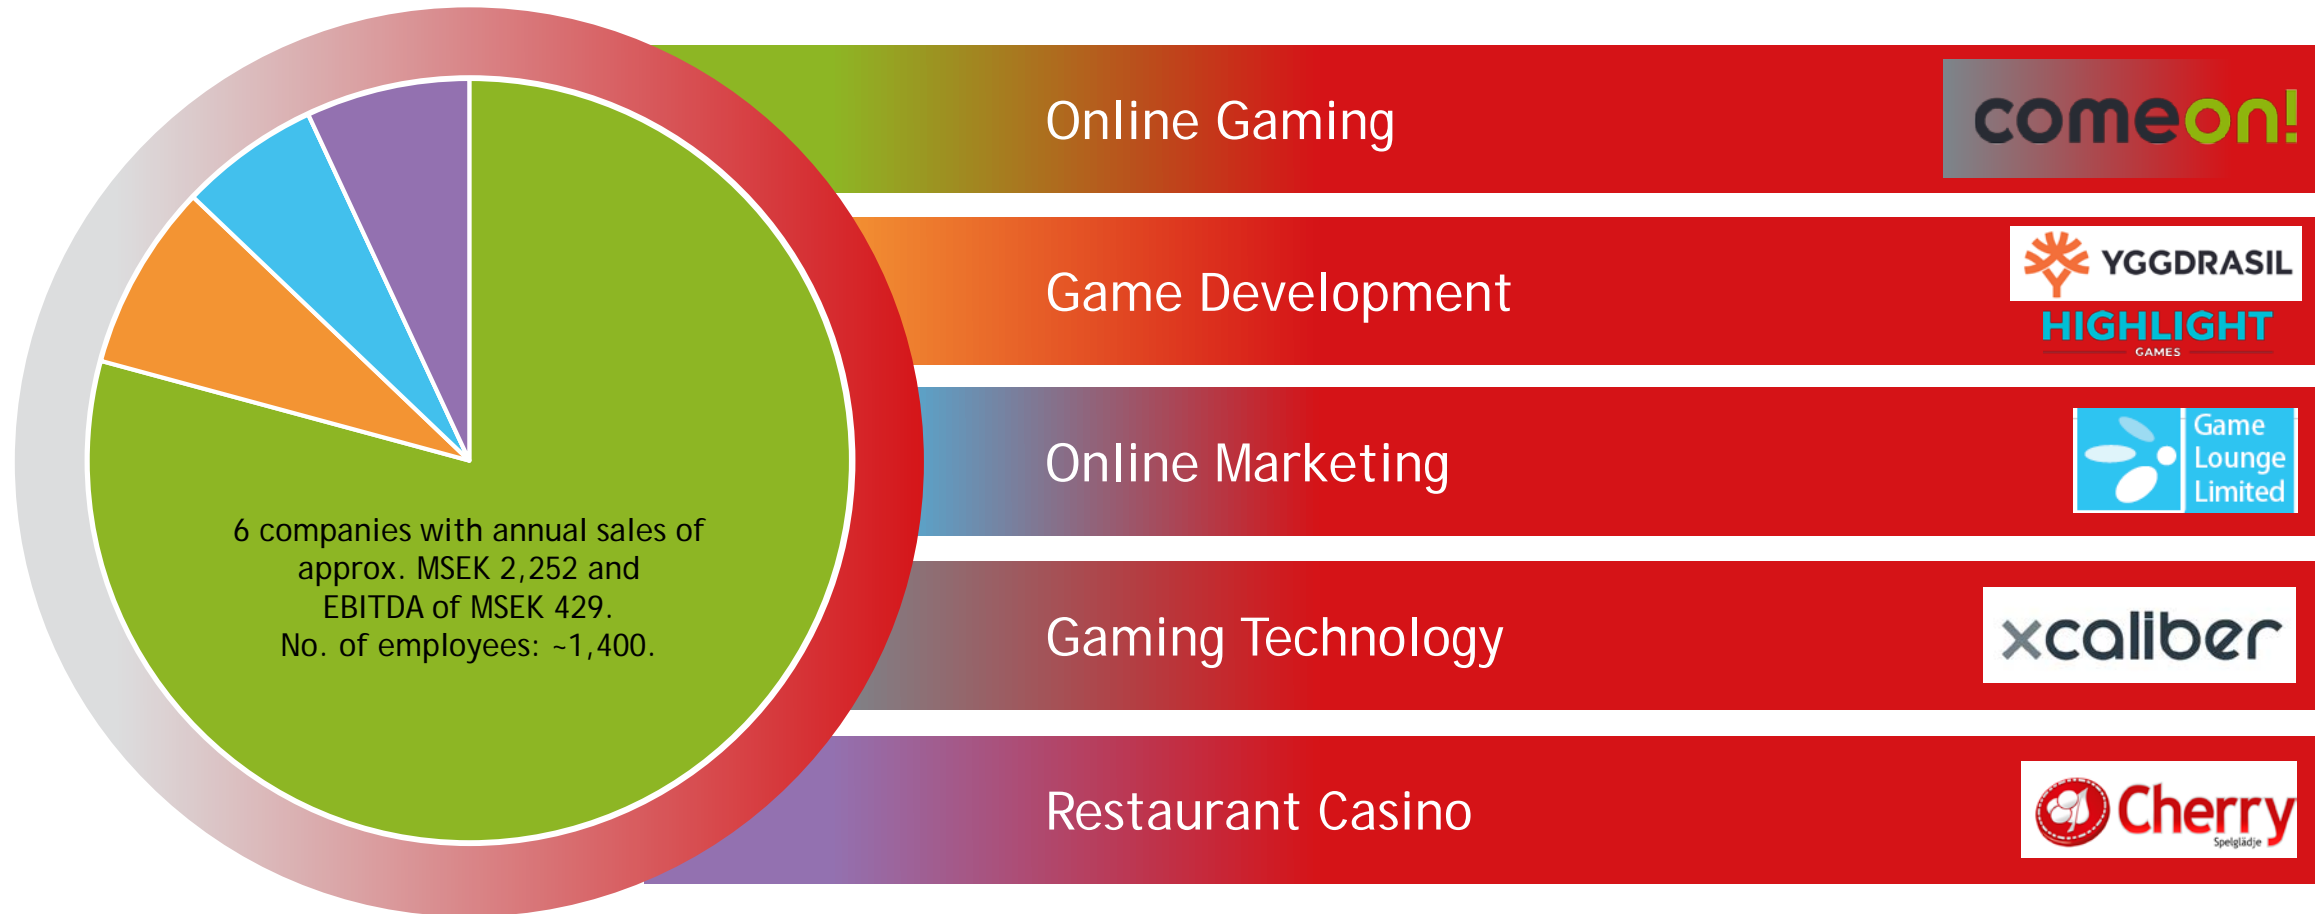 Online Gaming
comeon!
Game Development
YGGDRASIL
HIGHLIGHT
GAMES
Online Marketing
Game
Lounge
Limited
6 companies with annual sales of
approx. MSEK 2,252 and
EBITDA of MSEK 429.
No. of employees: ~1,400.
Gaming Technology
xcaliber
Restaurant Casino
Cherry
Spelglädje